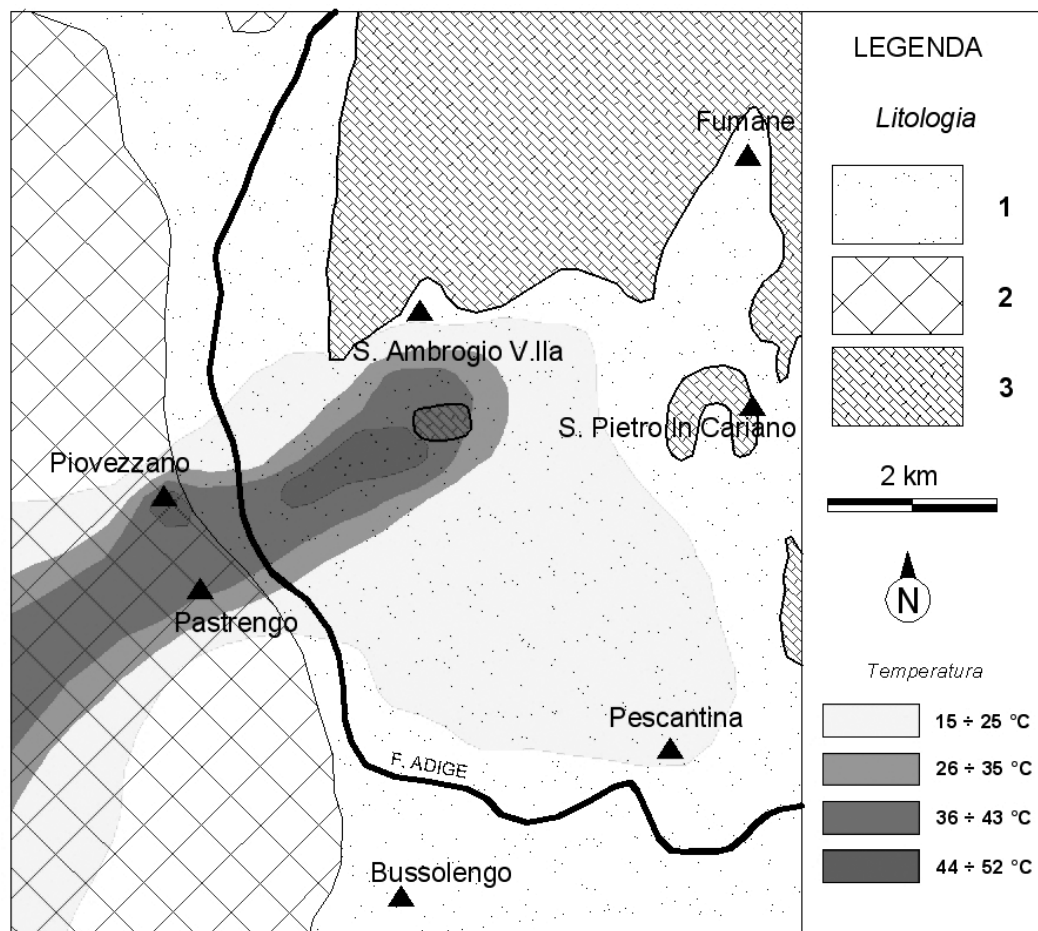 LEGENDA
Litologia
Fumane
1
2
S. Ambrogio V.lla
3
S. Pietro In Cariano
Piovezzano
2 km
N
Pastrengo
Temperatura
Pescantina
15 ÷ 25 °C
F. ADIGE
26 ÷ 35 °C
36 ÷ 43 °C
Bussolengo
44 ÷ 52 °C